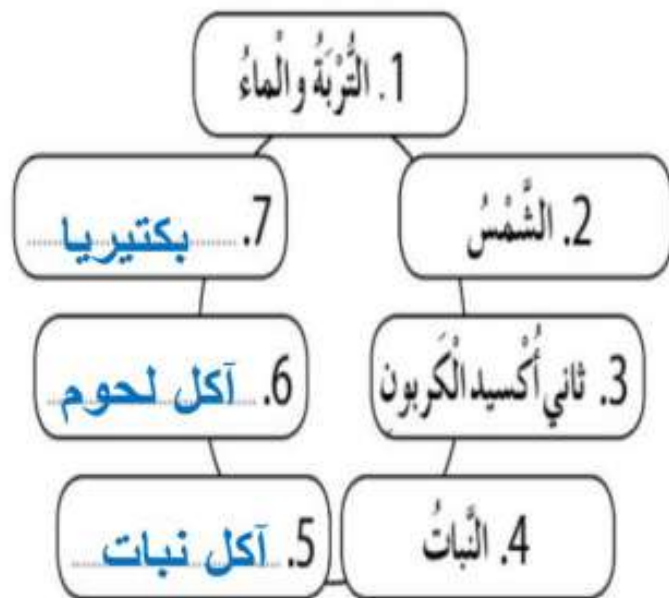 1. التُّرْبَةُ والْماءُ
2. الشَّمْسُ
3. ثاني أُكْسيد الْكَربونِ
4. النَّباتُ
5. آكل نبات
6. آكل لحوم
7. بكتيريا